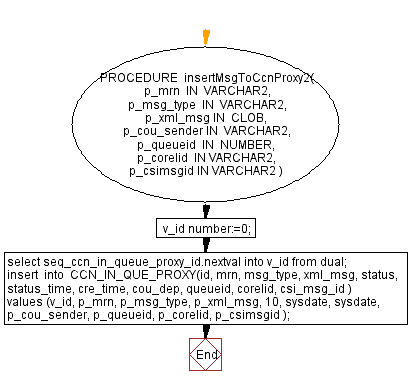 PROCEDURE insertMsgToCcnProxy2(
p_mrn IN VARCHAR2,
p_msg_type IN VARCHAR2,
p_xml_msg IN CLOB,
p_cou_sender IN VARCHAR2,
p_queueid IN NUMBER,
p_corelid IN VARCHAR2,
p_csimsgid IN VARCHAR2 )
v_id number:=0;
select seq_ccn_in_queue_proxy_id.nextval into v_id from dual;
insert into CCN_IN_QUE_PROXY(id, mrn, msg_type, xml_msg, status,
status_time, cre_time, cou_dep, queueid, corelid, csi_msg_id )
values (v_id, p_mrn, p_msg_type, p_xml_msg, 10, sysdate, sysdate,
p_cou_sender, p_queueid, p_corelid, p_csimsgid );
End